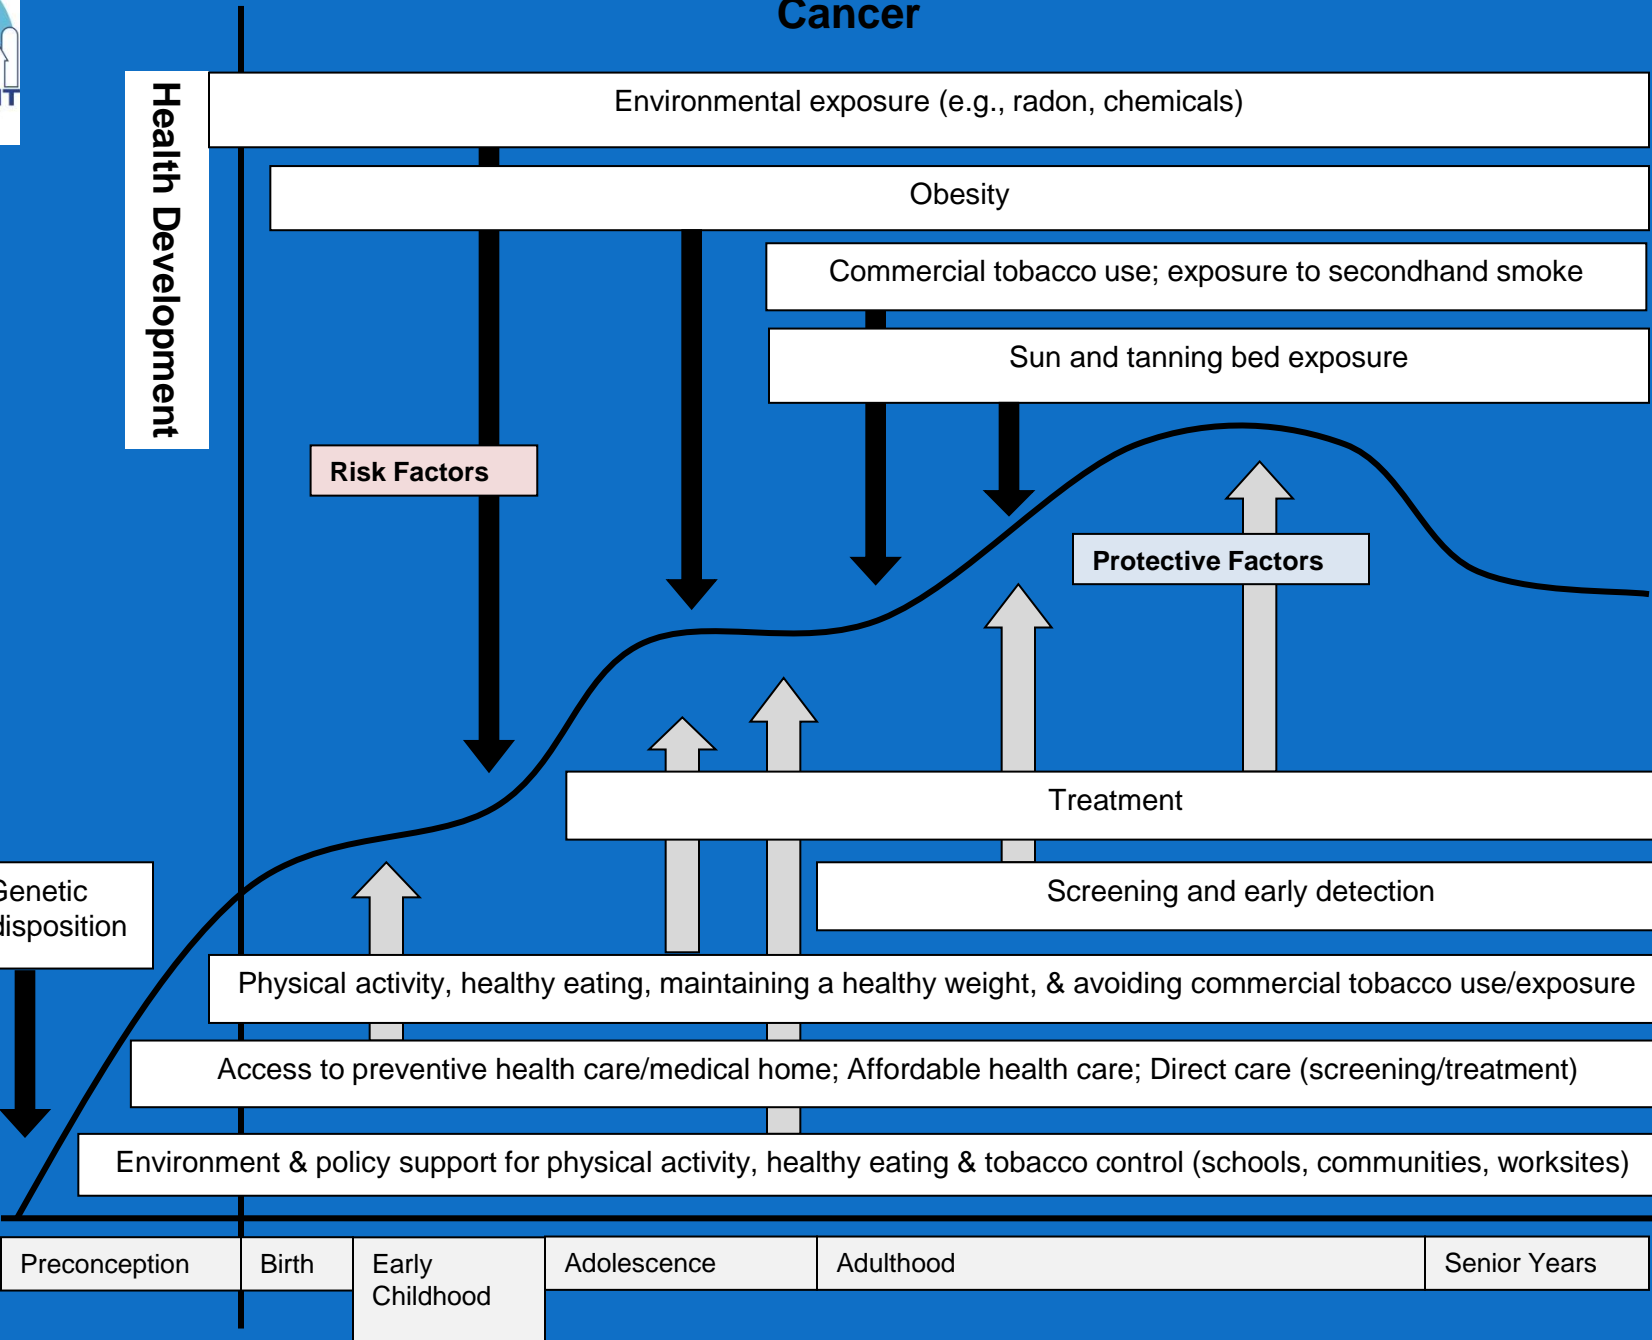 Cancer
Health Development
Environmental exposure (e.g., radon, chemicals)
Obesity
Commercial tobacco use; exposure to secondhand smoke
Sun and tanning bed exposure
Risk Factors
Protective Factors
Treatment
Genetic
disposition
Screening and early detection
Physical activity, healthy eating, maintaining a healthy weight, & avoiding commercial tobacco use/exposure
Access to preventive health care/medical home; Affordable health care; Direct care (screening/treatment)
Environment & policy support for physical activity, healthy eating & tobacco control (schools, communities, worksites)
Preconception
Birth
Early
Childhood
Adolescence
Adulthood
Senior Years